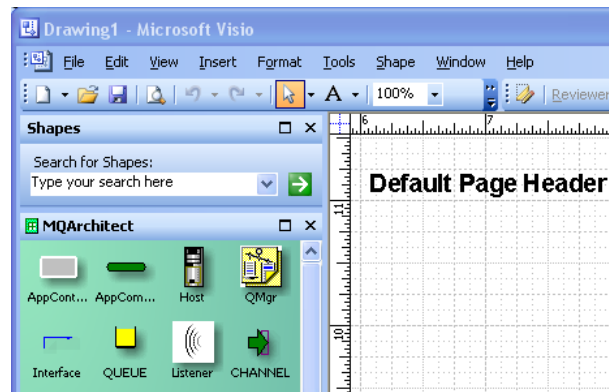 Drawing1 - Microsoft Visio
File Edit View Insert Format Tools Shape Window Help
A 100% Reviewer
Shapes
Search for Shapes:
Type your search here
MQArchitect
AppCont... AppCom... Host QMgr
Interface QUEUE Listener CHANNEL
6 7
Default Page Header
11
10